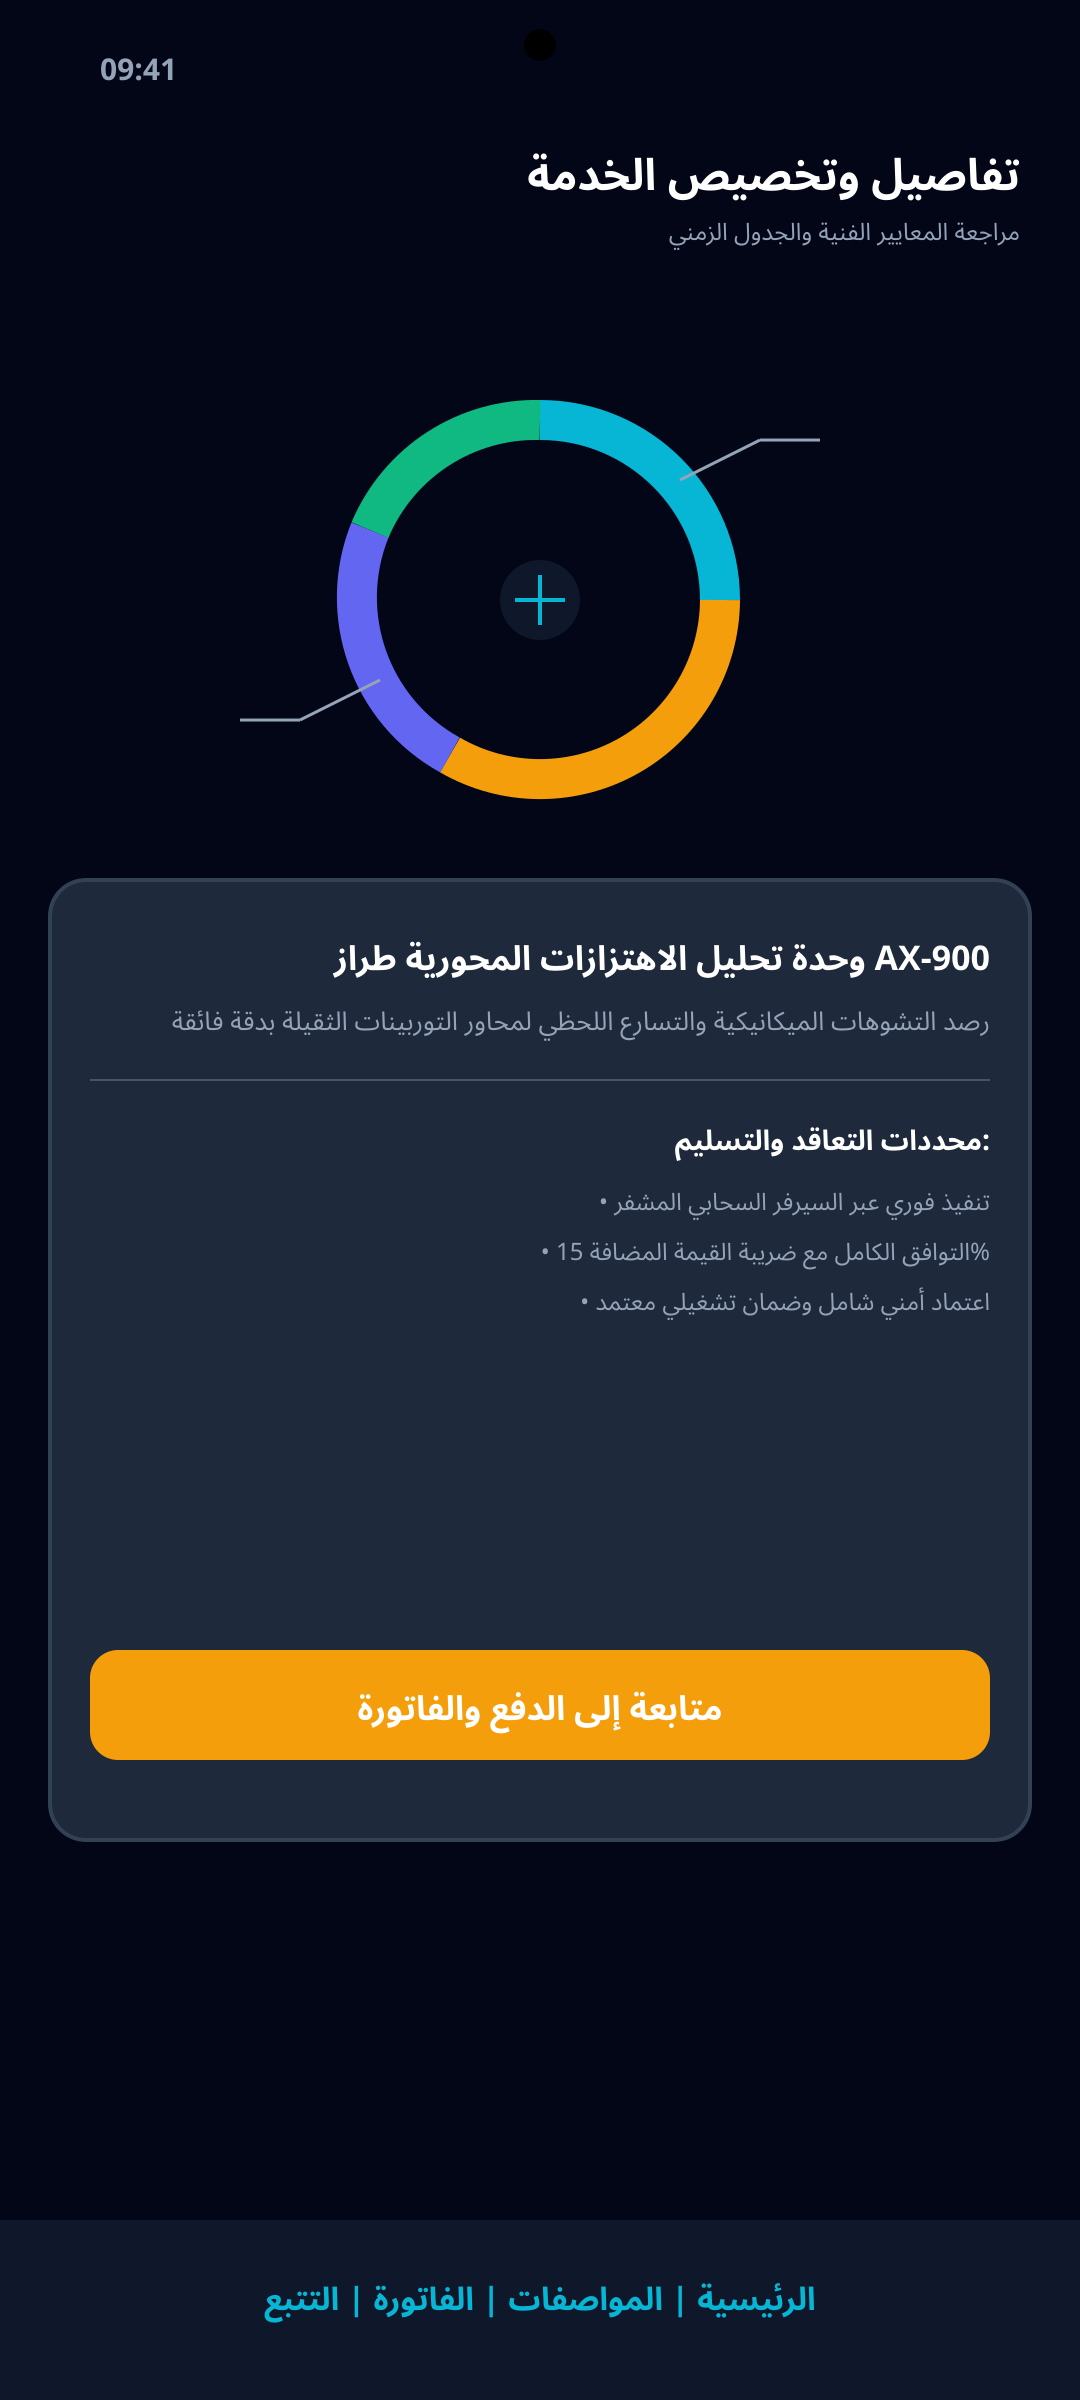 09:41
تفاصيل وتخصيص الخدمة
مراجعة المعايير الفنية والجدول الزمني
وحدة تحليل الاهتزازات المحورية طراز AX-900
رصد التشوهات الميكانيكية والتسارع اللحظي لمحاور التوربينات الثقيلة بدقة فائقة
محددات التعاقد والتسليم:
• تنفيذ فوري عبر السيرفر السحابي المشفر
• التوافق الكامل مع ضريبة القيمة المضافة 15%
• اعتماد أمني شامل وضمان تشغيلي معتمد
متابعة إلى الدفع والفاتورة
الرئيسية | المواصفات | الفاتورة | التتبع